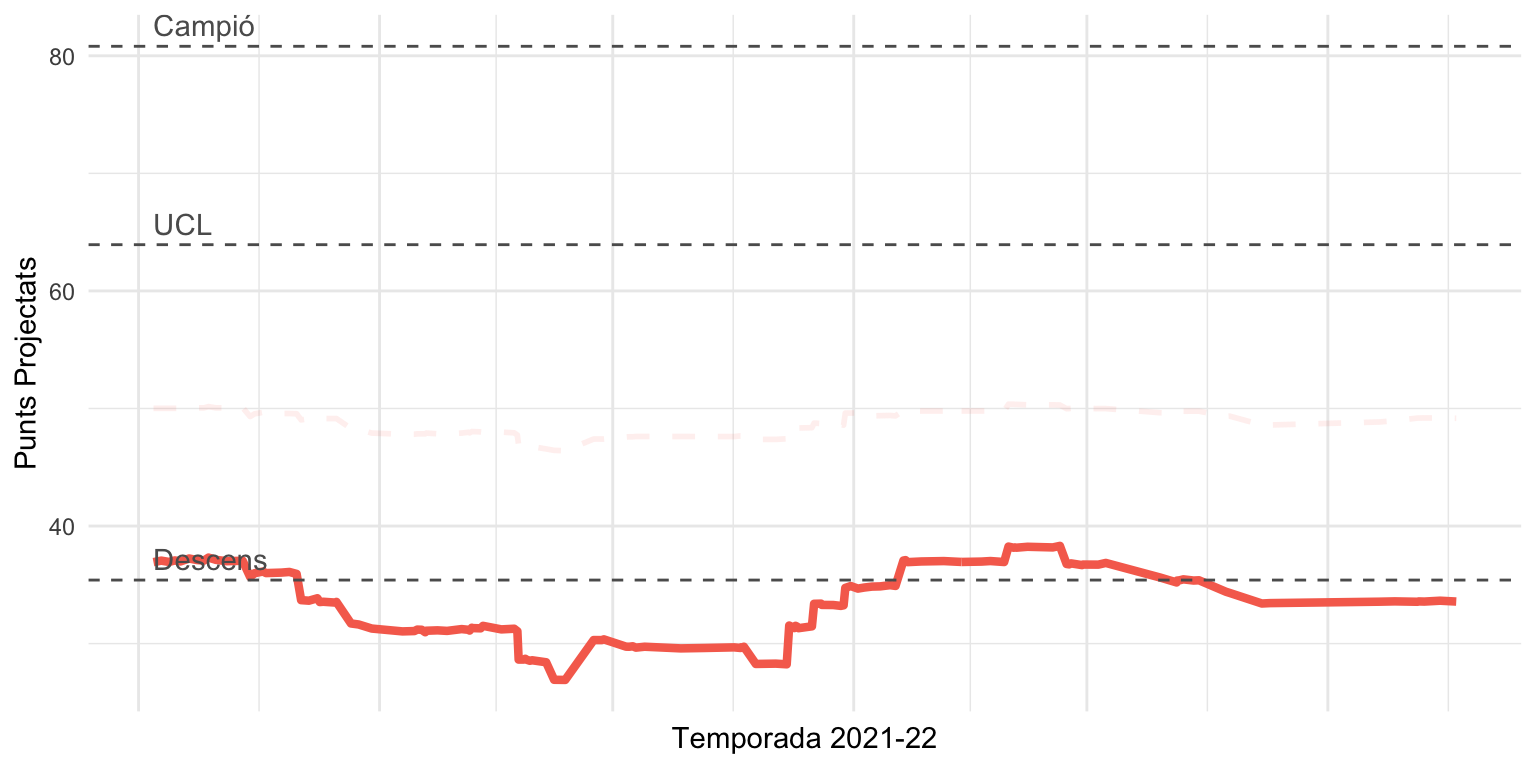 Campió
80
UCL
60
Punts Projectats
40
Descens
Temporada 2021-22